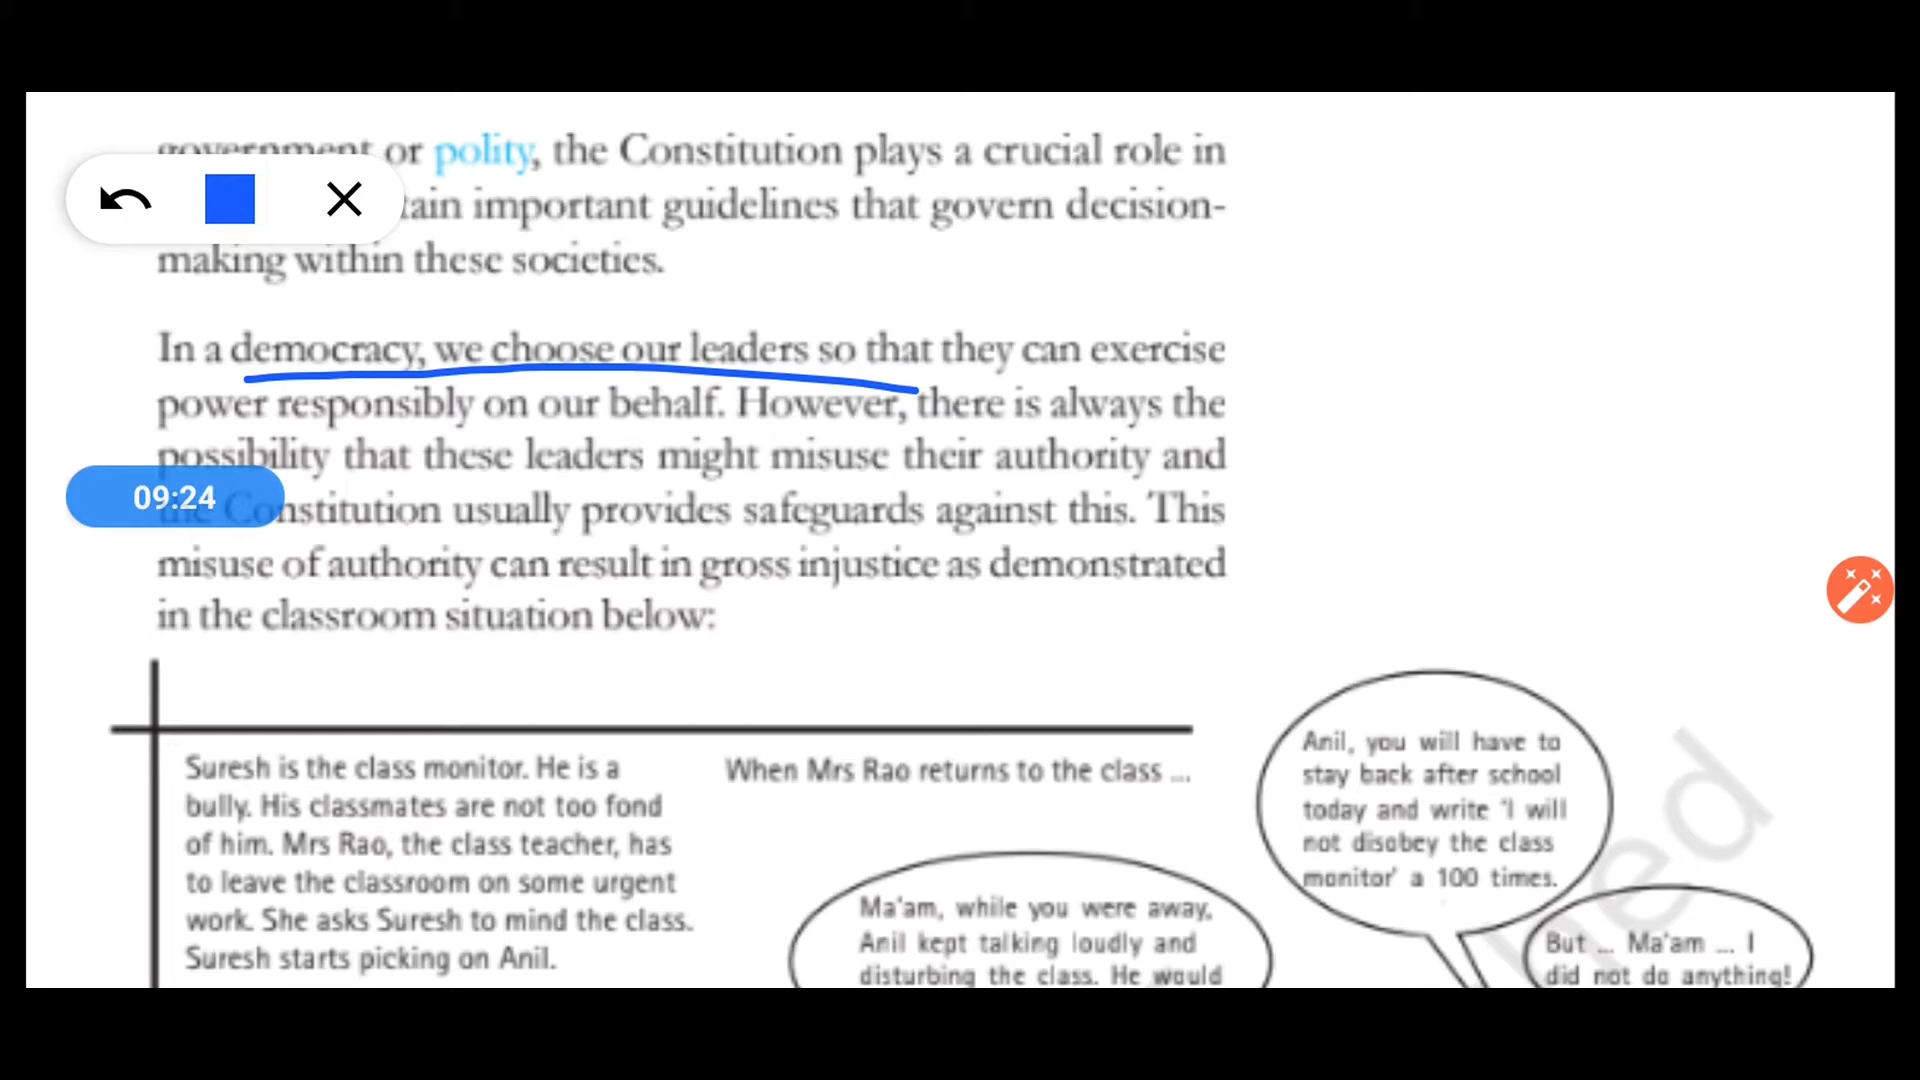 government or polity, the Constitution plays a crucial role in
tain important guidelines that govern decision-
making within these societies.
In a democracy, we choose our leaders so that they can exercise
power responsibly on our behalf. However, there is always the
possibility that these leaders might misuse their authority and
09:24
the Constitution usually provides safeguards against this. This
misuse of authority can result in gross injustice as demonstrated
in the classroom situation below:
Suresh is the class monitor. He is a
bully. His classmates are not too fond
of him. Mrs Rao, the class teacher, has
to leave the classroom on some urgent
work. She asks Suresh to mind the class.
Suresh starts picking on Anil.
When Mrs Rao returns to the class ...
Ma'am, while you were away,
Anil kept talking loudly and
disturbing the class. He would
Anil, you will have to
stay back after school
today and write 'I will
not disobey the class
monitor' a 100 times.
But ... Ma'am ... I
did not do anything!